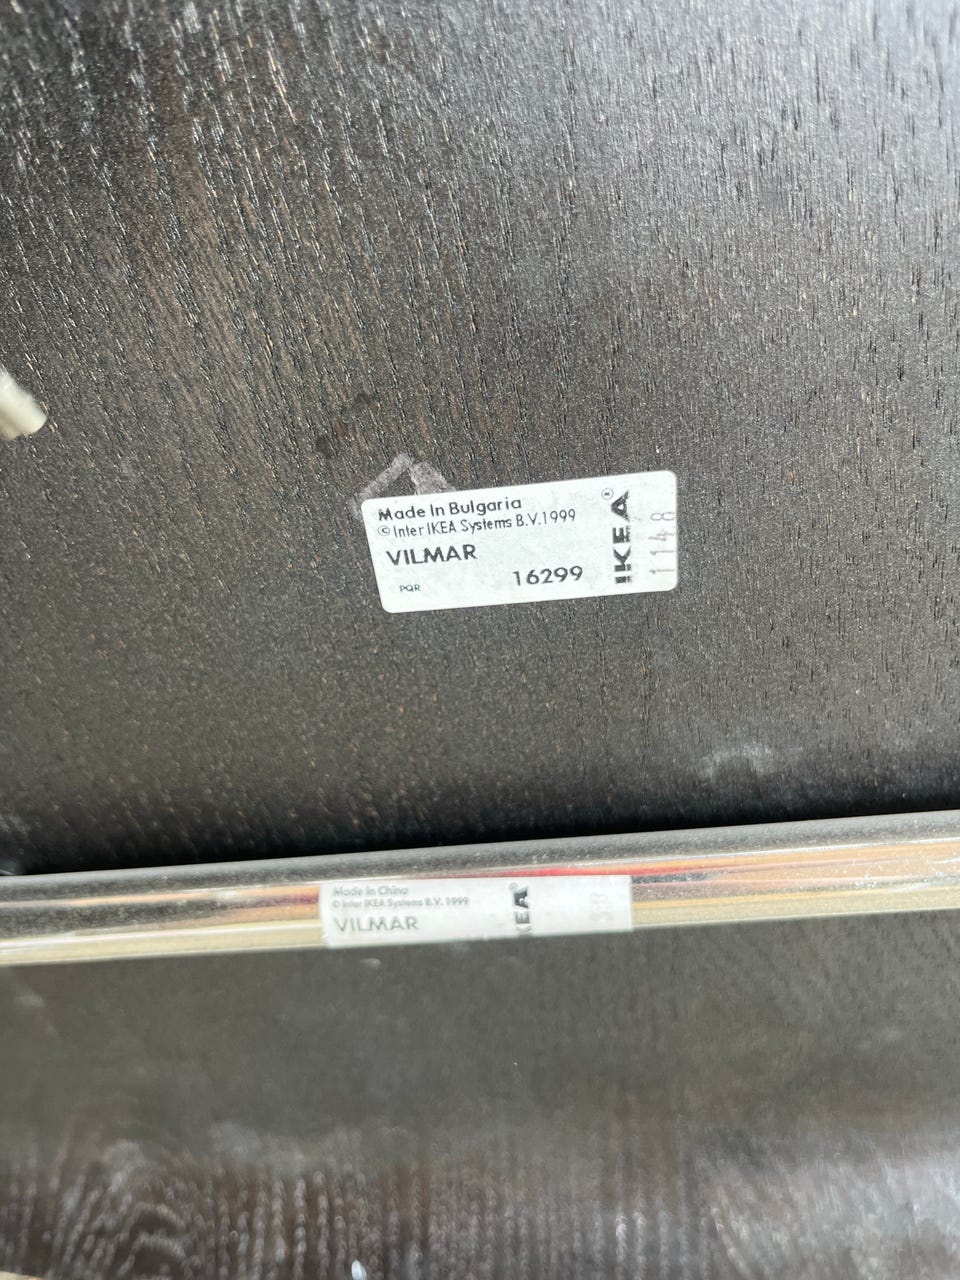 Made In Bulgaria
© Inter IKEA Systems B.V.1999
VILMAR
PQR 16299
IKEA®
1148
Made In China
© Inter IKEA Systems B.V. 1999
VILMAR
IKEA®